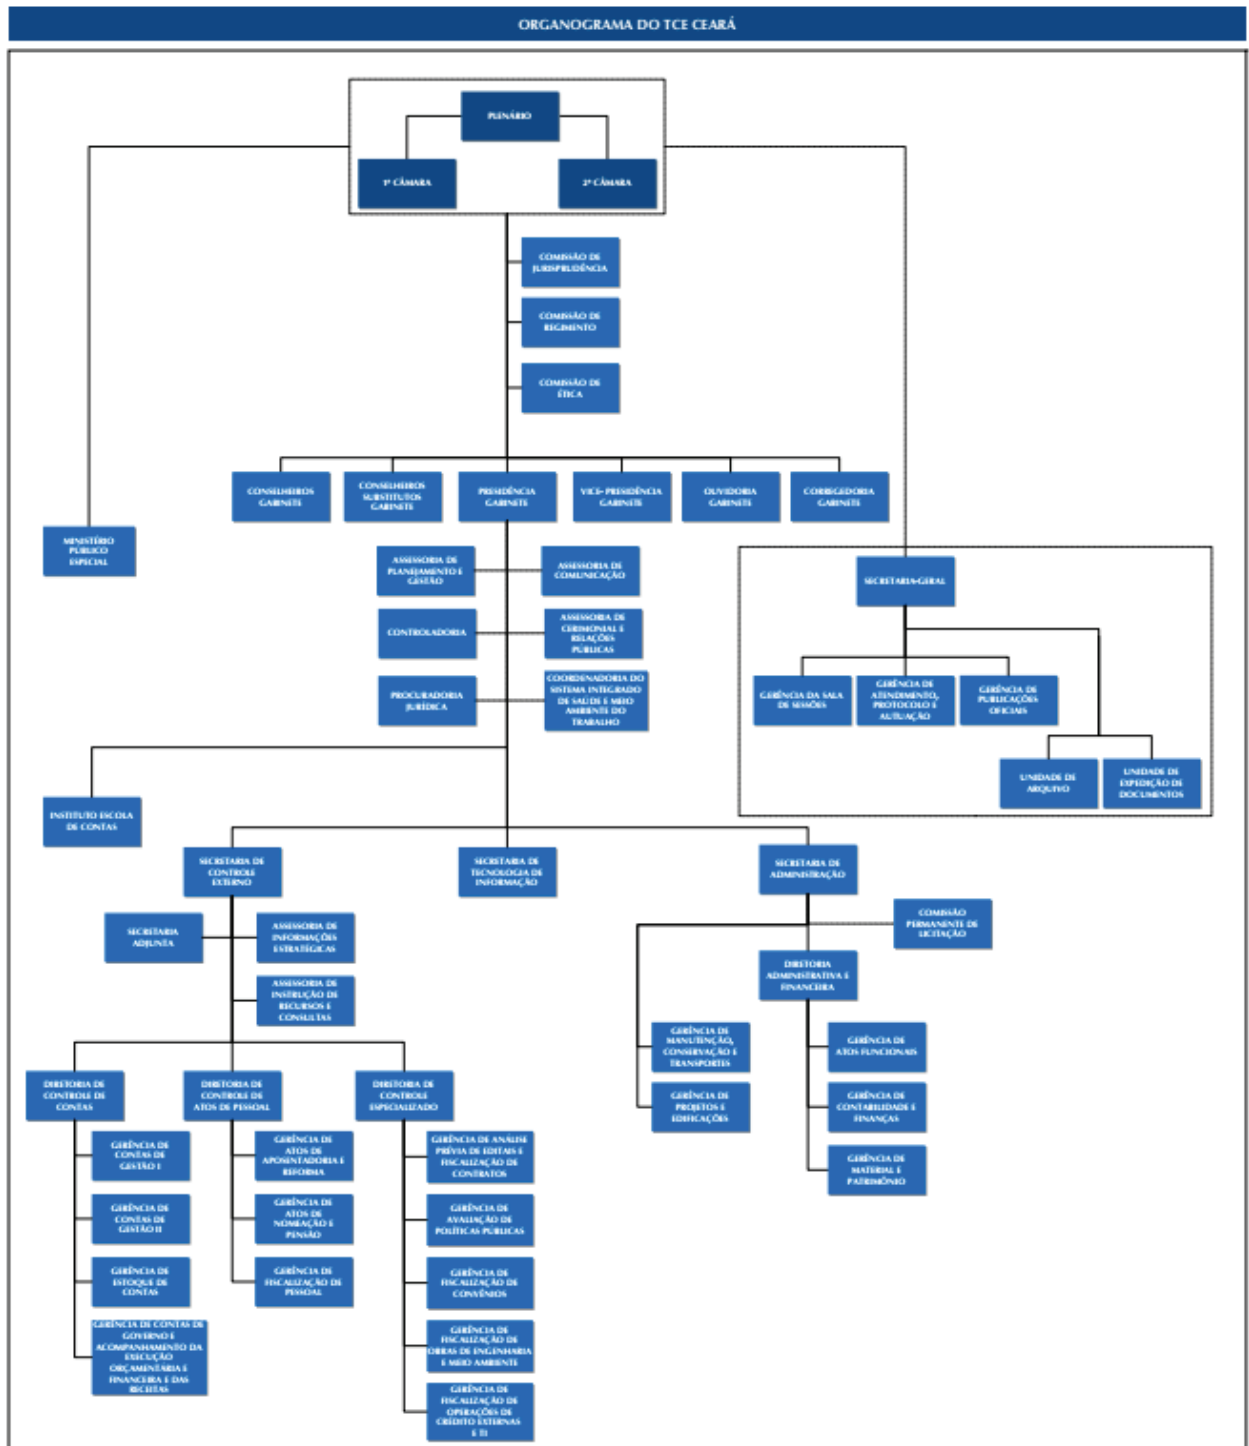 ORGANOGRAMA DO TCE CEARÁ
PLENÁRIO
1ª CÂMARA
2ª CÂMARA
COMISSÃO DE
JURISPRUDÊNCIA
COMISSÃO DE
REGIMENTO
COMISSÃO DE
ÉTICA
CONSELHEIROS
GABINETE
CONSELHEIROS
SUBSTITUTOS
GABINETE
PRESIDÊNCIA
GABINETE
VICE- PRESIDÊNCIA
GABINETE
OUVIDORIA
GABINETE
CORREGEDORIA
GABINETE
MINISTÉRIO
PÚBLICO
ESPECIAL
ASSESSORIA DE
PLANEJAMENTO E
GESTÃO
ASSESSORIA DE
COMUNICAÇÃO
CONTROLADORIA
ASSESSORIA DE
CERIMONIAL E
RELAÇÕES
PÚBLICAS
PROCURADORIA
JURÍDICA
COORDENADORIA DO
SISTEMA INTEGRADO
DE SAÚDE E MEIO
AMBIENTE DO
TRABALHO
SECRETARIA-GERAL
GERÊNCIA DA SALA
DE SESSÕES
GERÊNCIA DE
ATENDIMENTO,
PROTOCOLO E
AUTUAÇÃO
GERÊNCIA DE
PUBLICAÇÕES
OFICIAIS
UNIDADE DE
ARQUIVO
UNIDADE DE
EXPEDIÇÃO DE
DOCUMENTOS
INSTITUTO ESCOLA
DE CONTAS
SECRETARIA DE
CONTROLE
EXTERNO
SECRETARIA DE
TECNOLOGIA DE
INFORMAÇÃO
SECRETARIA DE
ADMINISTRAÇÃO
SECRETARIA
ADJUNTA
ASSESSORIA DE
INFORMAÇÕES
ESTRATÉGICAS
ASSESSORIA DE
INSTRUÇÃO DE
RECURSOS E
CONSULTAS
COMISSÃO
PERMANENTE DE
LICITAÇÃO
DIRETORIA
ADMINISTRATIVA E
FINANCEIRA
GERÊNCIA DE
MANUTENÇÃO,
CONSERVAÇÃO E
TRANSPORTES
GERÊNCIA DE
PROJETOS E
EDIFICAÇÕES
GERÊNCIA DE
ATOS FUNCIONAIS
GERÊNCIA DE
CONTABILIDADE E
FINANÇAS
GERÊNCIA DE
MATERIAL E
PATRIMÔNIO
DIRETORIA DE
CONTROLE DE
CONTAS
DIRETORIA DE
CONTROLE DE
ATOS DE PESSOAL
DIRETORIA DE
CONTROLE
ESPECIALIZADO
GERÊNCIA DE
CONTAS DE
GESTÃO I
GERÊNCIA DE
CONTAS DE
GESTÃO II
GERÊNCIA DE
ESTOQUE DE
CONTAS
GERÊNCIA DE CONTAS DE
GOVERNO E
ACOMPANHAMENTO DA
EXECUÇÃO
ORÇAMENTÁRIA E
FINANCEIRA E DAS
RECEITAS
GERÊNCIA DE
ATOS DE
APOSENTADORIA E
REFORMA
GERÊNCIA DE
ATOS DE
NOMEAÇÃO E
PENSÃO
GERÊNCIA DE
FISCALIZAÇÃO DE
PESSOAL
GERÊNCIA DE ANÁLISE
PRÉVIA DE EDITAIS E
FISCALIZAÇÃO DE
CONTRATOS
GERÊNCIA DE
AVALIAÇÃO DE
POLÍTICAS PÚBLICAS
GERÊNCIA DE
FISCALIZAÇÃO DE
CONVÊNIOS
GERÊNCIA DE
FISCALIZAÇÃO DE
OBRAS DE ENGENHARIA
E MEIO AMBIENTE
GERÊNCIA DE
FISCALIZAÇÃO DE
OPERAÇÕES DE
CRÉDITO EXTERNAS
E TI